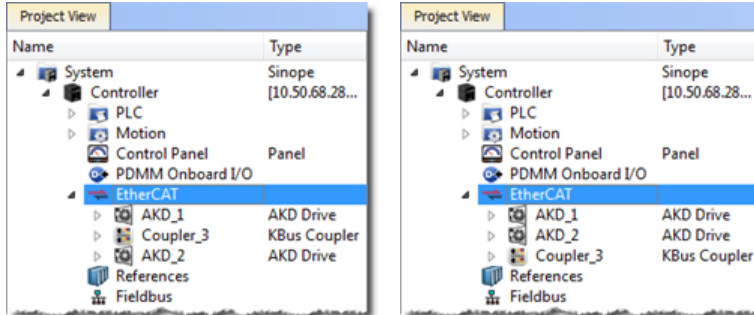 Project View
Name Type
System Sinope
Controller [10.50.68.28...
PLC
Motion
Control Panel Panel
PDMM Onboard I/O
EtherCAT
AKD_1 AKD Drive
Coupler_3 KBus Coupler
AKD_2 AKD Drive
References
Fieldbus
Project View
Name Type
System Sinope
Controller [10.50.68.28...
PLC
Motion
Control Panel Panel
PDMM Onboard I/O
EtherCAT
AKD_1 AKD Drive
AKD_2 AKD Drive
Coupler_3 KBus Coupler
References
Fieldbus